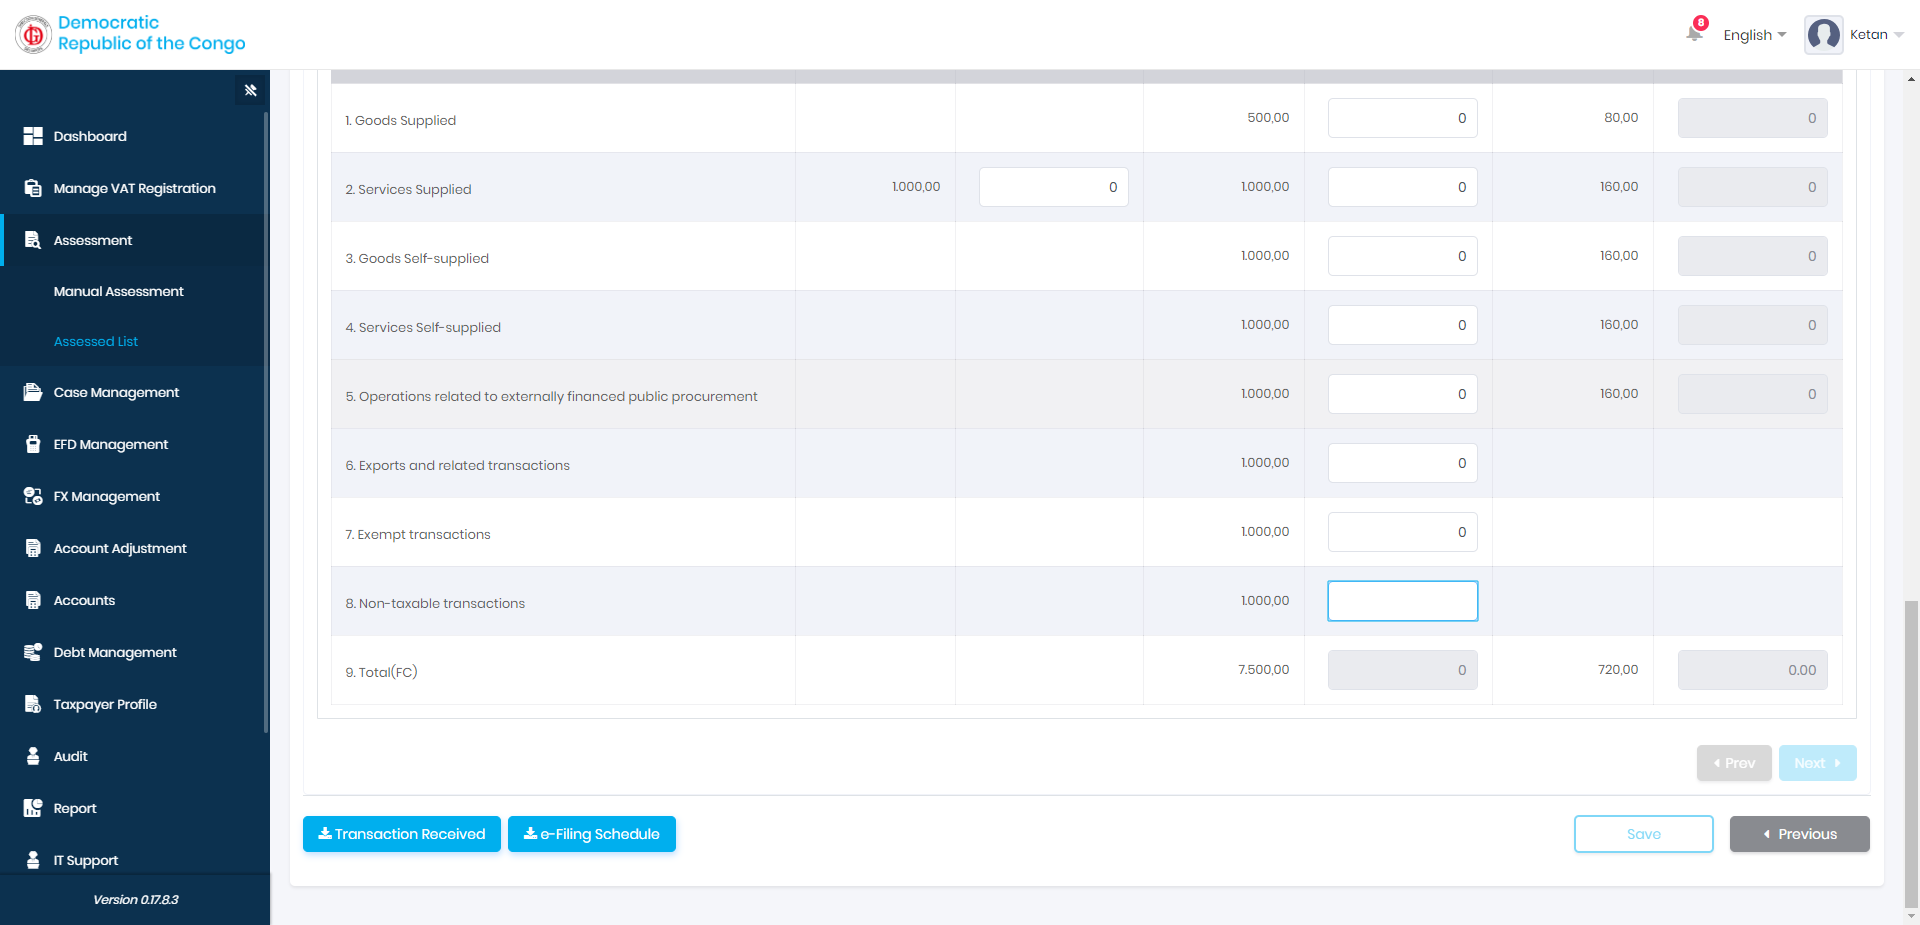 Democratic
Republic of the Congo
8
English
Ketan
Dashboard
Manage VAT Registration
Assessment
Manual Assessment
Assessed List
Case Management
EFD Management
FX Management
Account Adjustment
Accounts
Debt Management
Taxpayer Profile
Audit
Report
IT Support
Version 0.17.8.3
1. Goods Supplied 500,00 0 80,00 0
2. Services Supplied 1.000,00 0 1.000,00 0 160,00 0
3. Goods Self-supplied 1.000,00 0 160,00 0
4. Services Self-supplied 1.000,00 0 160,00 0
5. Operations related to externally financed public procurement 1.000,00 0 160,00 0
6. Exports and related transactions 1.000,00 0
7. Exempt transactions 1.000,00 0
8. Non-taxable transactions 1.000,00
9. Total(FC) 7.500,00 0 720,00 0.00
Prev Next
Transaction Received e-Filing Schedule Save Previous